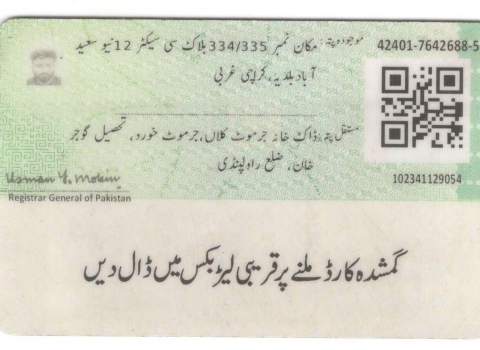 موجودہ پتہ: مکان نمبر 334/335 بلاک سی سیکٹر 12 نیو سعید
آباد بلدیہ، کراچی غربی
42401-7642688-5
مستقل پتہ: ڈاک خانہ جرموٹ کلاں، جرموٹ خورد، تحصیل گوجر
خان، ضلع راولپنڈی
102341129054
Usman Y. Mobin
Registrar General of Pakistan
گمشدہ کارڈ ملنے پر قریبی لیٹر بکس میں ڈال دیں